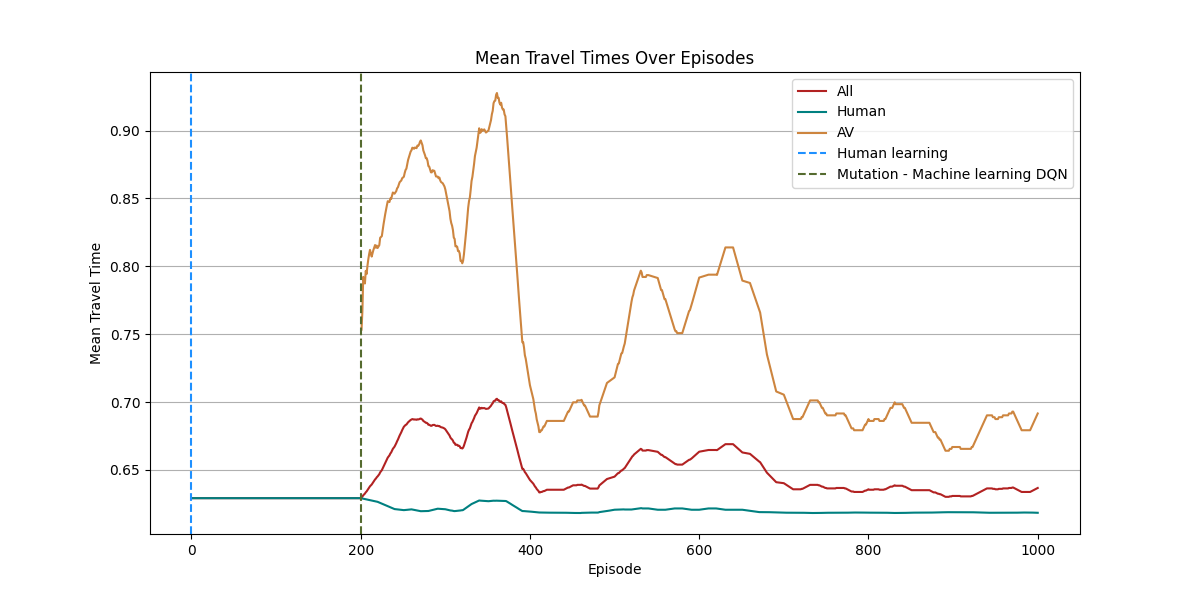 Mean Travel Times Over Episodes
Mean Travel Time
0.90
0.85
0.80
0.75
0.70
0.65
All
Human
AV
Human learning
Mutation - Machine learning DQN
0 200 400 600 800 1000
Episode